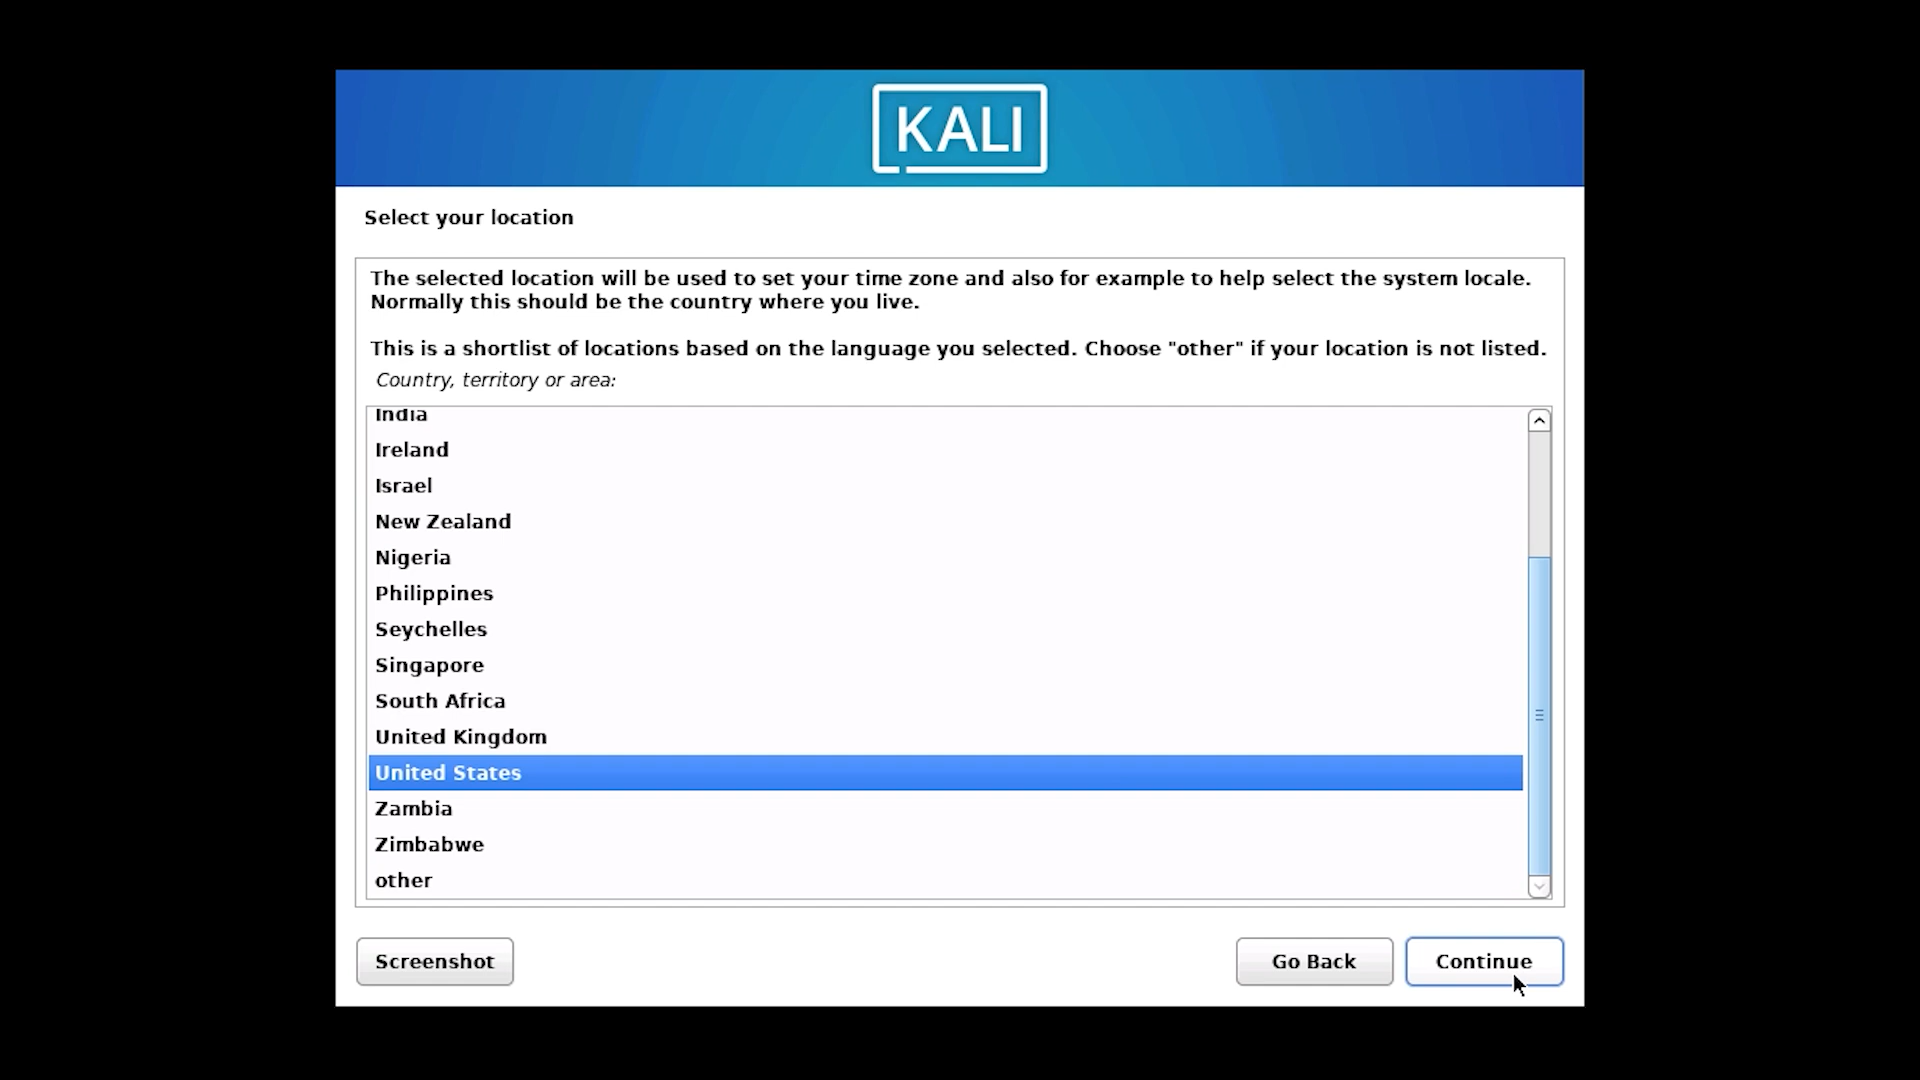 KALI
Select your location
The selected location will be used to set your time zone and also for example to help select the system locale.
Normally this should be the country where you live.
This is a shortlist of locations based on the language you selected. Choose "other" if your location is not listed.
Country, territory or area:
India
Ireland
Israel
New Zealand
Nigeria
Philippines
Seychelles
Singapore
South Africa
United Kingdom
United States
Zambia
Zimbabwe
other
Screenshot
Go Back
Continue